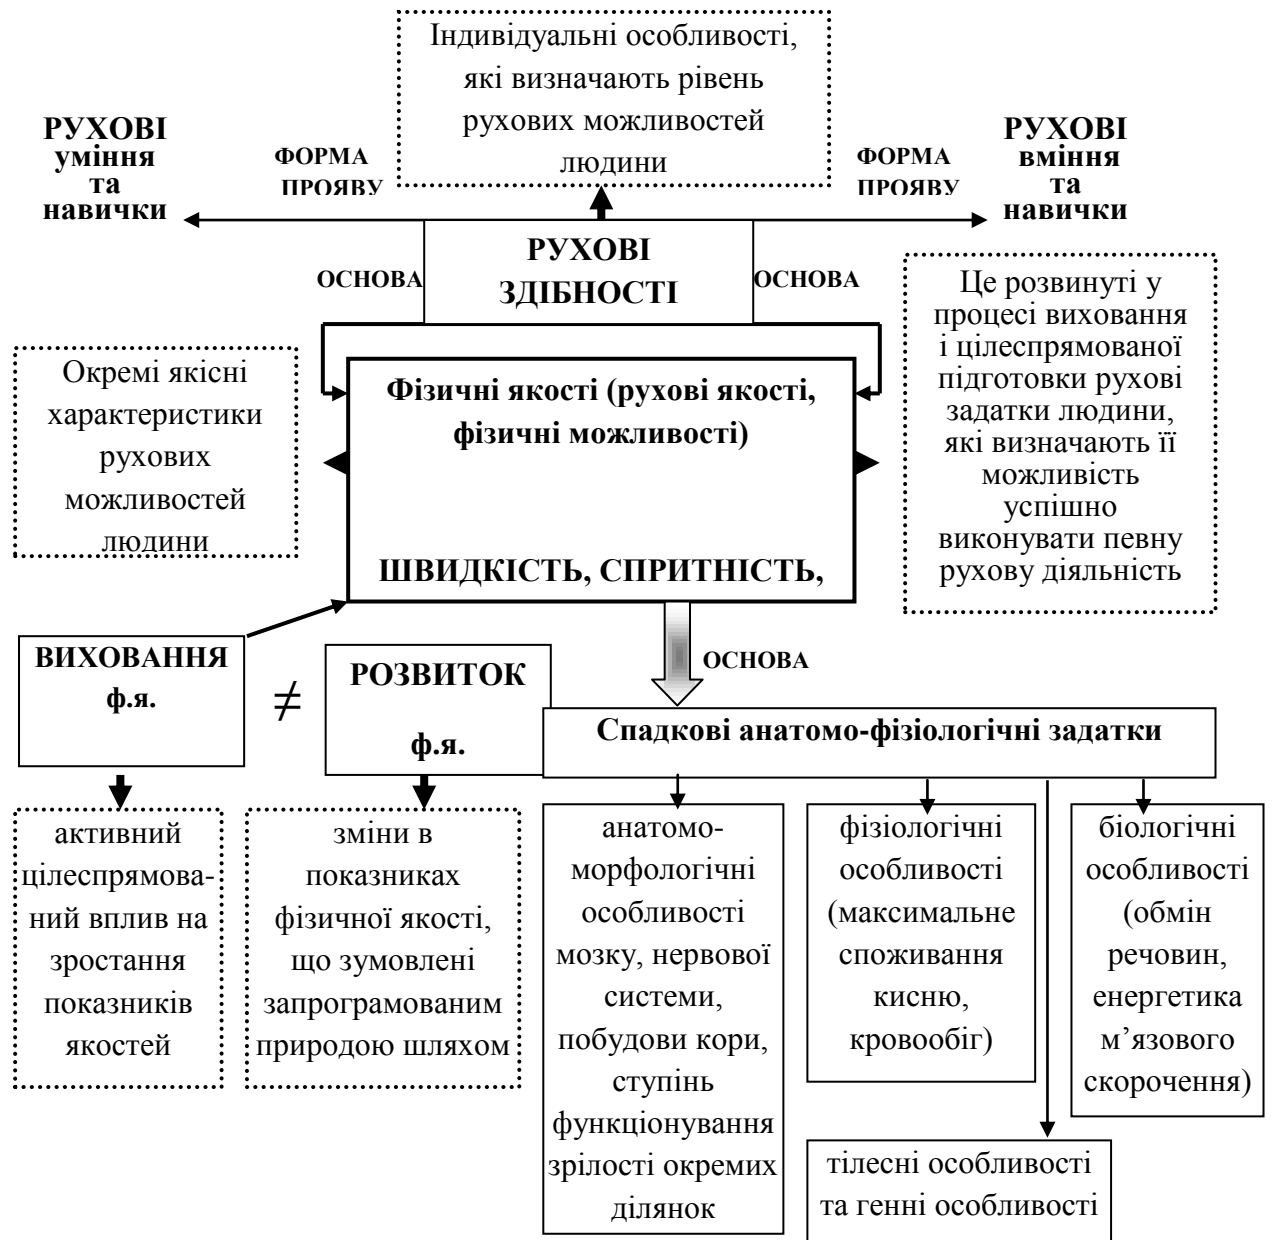 Індивідуальні особливості,
які визначають рівень
рухових можливостей
людини
РУХОВІ
уміння
та
навички
ФОРМА
ПРОЯВУ
ФОРМА
ПРОЯВУ
РУХОВІ
вміння
та
навички
РУХОВІ
ЗДІБНОСТІ
ОСНОВА
ОСНОВА
Окремі якісні
характеристики
рухових
можливостей
людини
Фізичні якості (рухові якості,
фізичні можливості)
ШВИДКІСТЬ, СПРИТНІСТЬ,
Це розвинуті у
процесі виховання
і цілеспрямованої
підготовки рухові
задатки людини,
які визначають її
можливість
успішно
виконувати певну
рухову діяльність
ВИХОВАННЯ
ф.я.
≠
РОЗВИТОК
ф.я.
ОСНОВА
Спадкові анатомо-фізіологічні задатки
активний
цілеспрямова-
ний вплив на
зростання
показників
якостей
зміни в
показниках
фізичної якості,
що зумовлені
запрограмованим
природою шляхом
анатомо-
морфологічні
особливості
мозку, нервової
системи,
побудови кори,
ступінь
функціонування
зрілості окремих
ділянок
фізіологічні
особливості
(максимальне
споживання
кисню,
кровообіг)
біологічні
особливості
(обмін
речовин,
енергетика
м’язового
скорочення)
тілесні особливості
та генні особливості